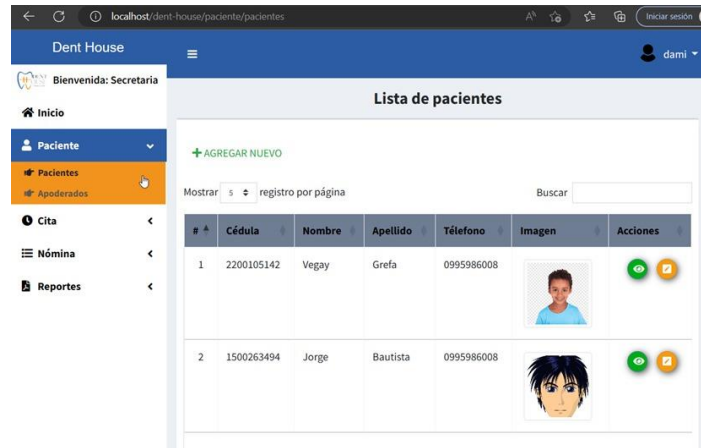 localhost/dent-house/paciente/pacientes
Iniciar sesión
Dent House
dami
Bienvenida: Secretaria
Inicio
Paciente
Pacientes
Apoderados
Cita
Nómina
Reportes
Lista de pacientes
AGREGAR NUEVO
Mostrar 5 registro por página
Buscar
# Cédula Nombre Apellido Télefono Imagen Acciones
1 2200105142 Vegay Grefa 0995986008
2 1500263494 Jorge Bautista 0995986008